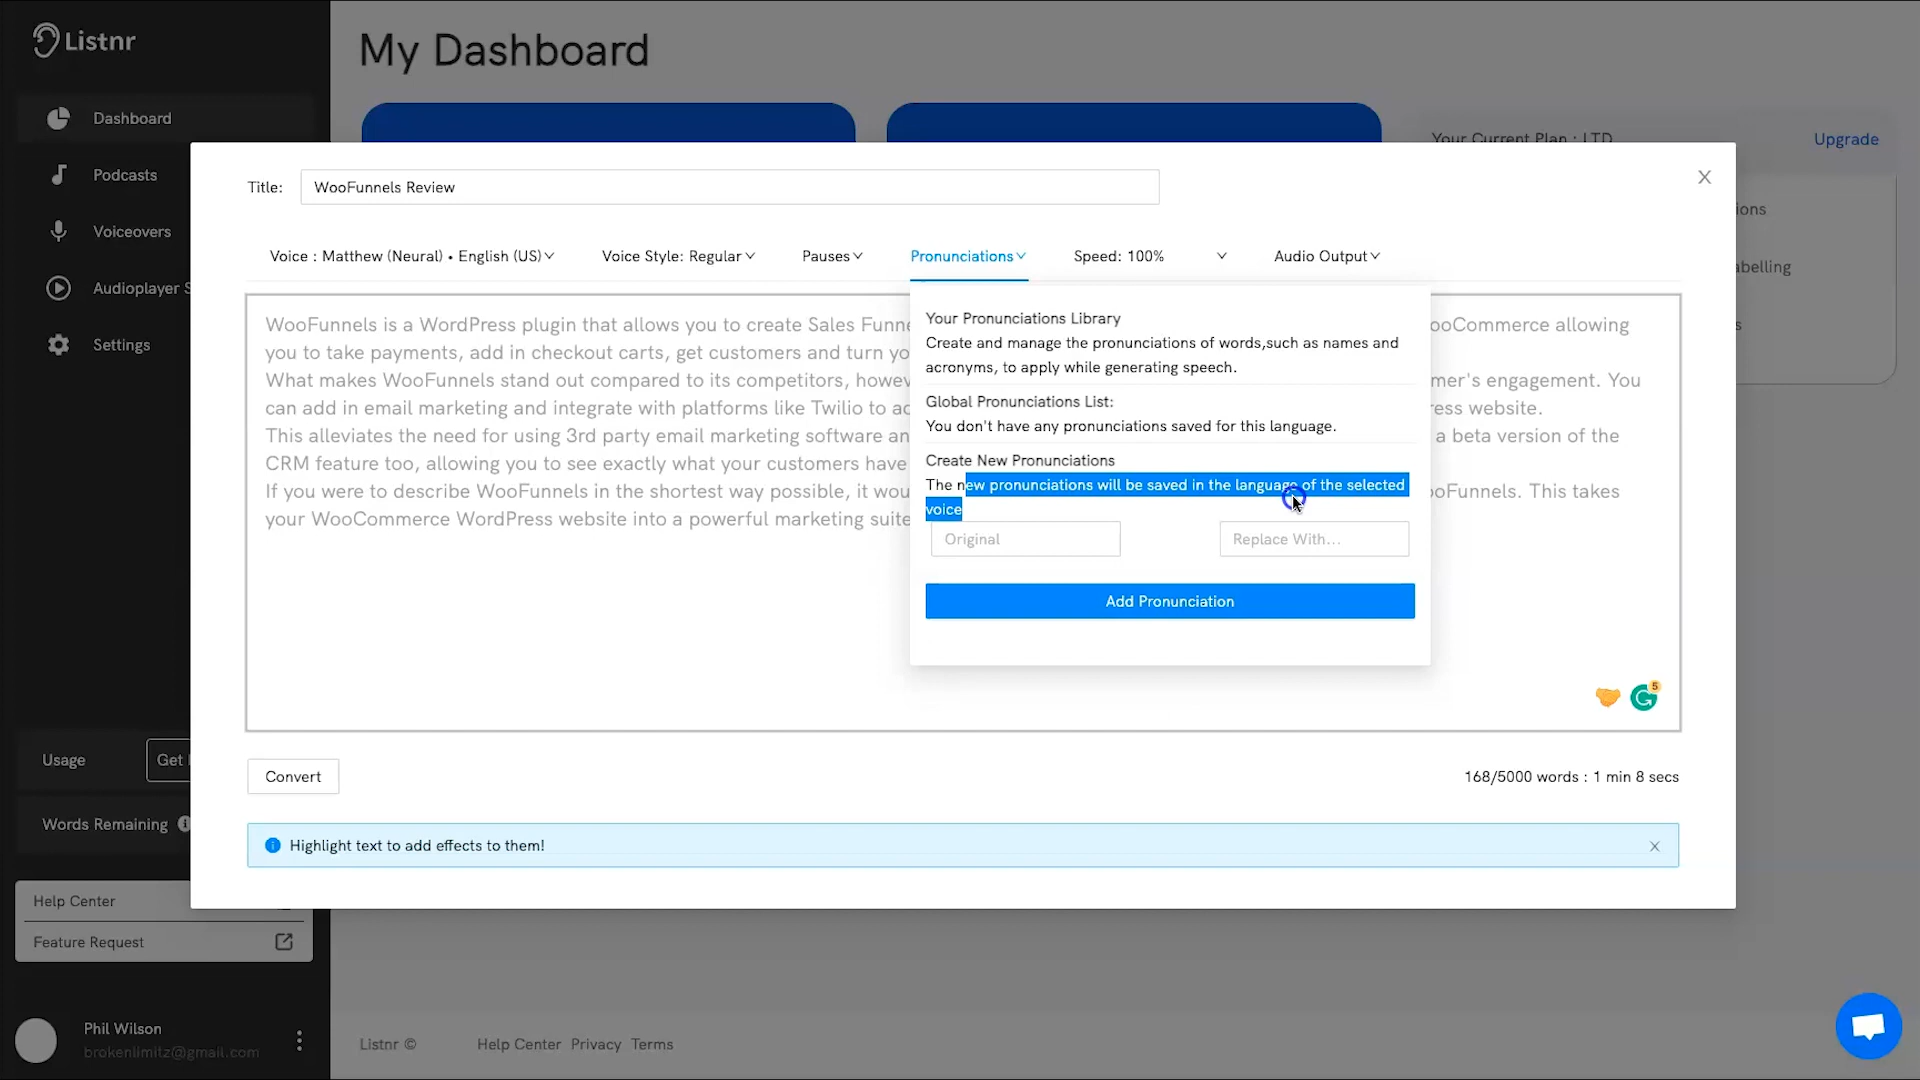 Listnr
My Dashboard
Dashboard
Podcasts
Voiceovers
Audioplayer S
Settings
Your Current Plan : LTD
Upgrade
ions
abelling
s
Title:
WooFunnels Review
X
Voice : Matthew (Neural) • English (US)
Voice Style: Regular
Pauses
Pronunciations
Speed: 100%
Audio Output
WooFunnels is a WordPress plugin that allows you to create Sales Funne
ooCommerce allowing
you to take payments, add in checkout carts, get customers and turn yo
What makes WooFunnels stand out compared to its competitors, howev
mer's engagement. You
can add in email marketing and integrate with platforms like Twilio to ac
ress website.
This alleviates the need for using 3rd party email marketing software an
a beta version of the
CRM feature too, allowing you to see exactly what your customers have
If you were to describe WooFunnels in the shortest way possible, it wou
oFunnels. This takes
your WooCommerce WordPress website into a powerful marketing suite
Your Pronunciations Library
Create and manage the pronunciations of words,such as names and
acronyms, to apply while generating speech.
Global Pronunciations List:
You don't have any pronunciations saved for this language.
Create New Pronunciations
The new pronunciations will be saved in the language of the selected
voice
Original
Replace With...
Add Pronunciation
5
Convert
168/5000 words : 1 min 8 secs
Highlight text to add effects to them!
Usage
Get
Words Remaining
Help Center
Feature Request
Phil Wilson
brokenlimitz@gmail.com
Listnr ©
Help Center
Privacy
Terms